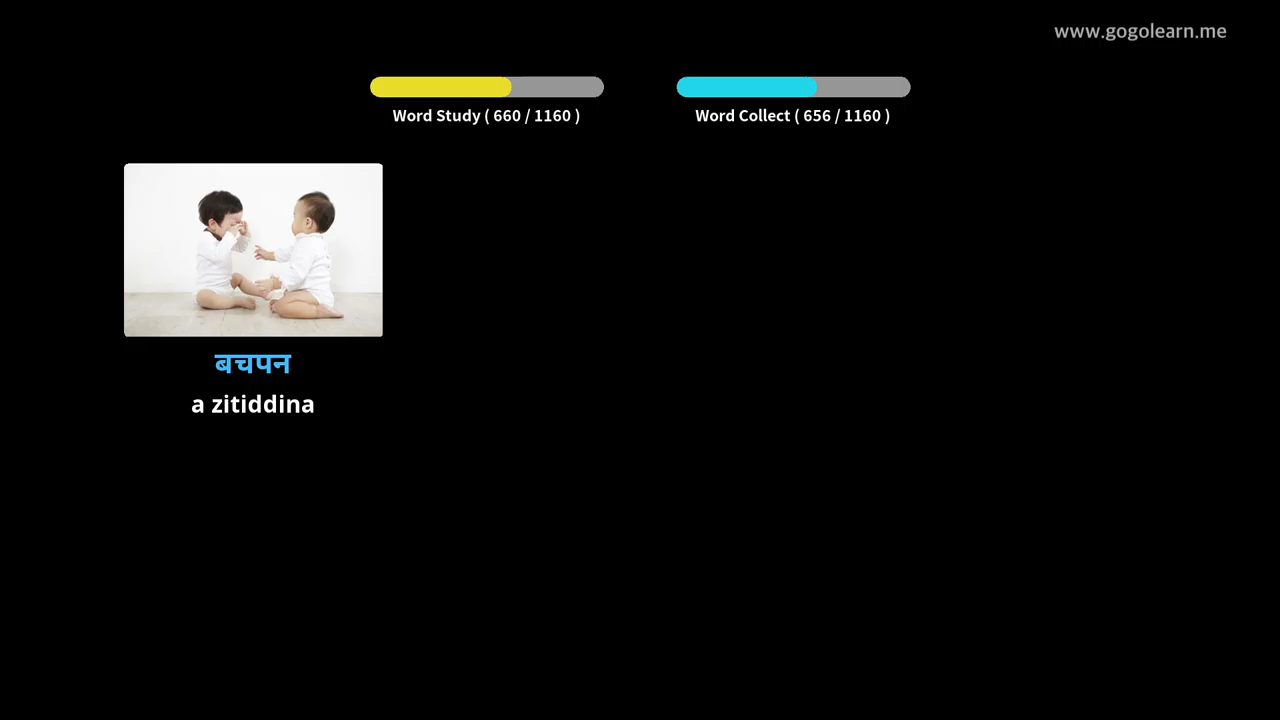 www.gogolearn.me
Word Study ( 660 / 1160 )
Word Collect ( 656 / 1160 )
बचपन
a zitiddina